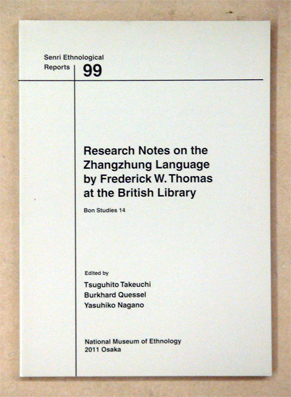 Senri Ethnological
Reports 99
Research Notes on the
Zhangzhung Language
by Frederick W. Thomas
at the British Library
Bon Studies 14
Edited by
Tsuguhito Takeuchi
Burkhard Quessel
Yasuhiko Nagano
National Museum of Ethnology
2011 Osaka